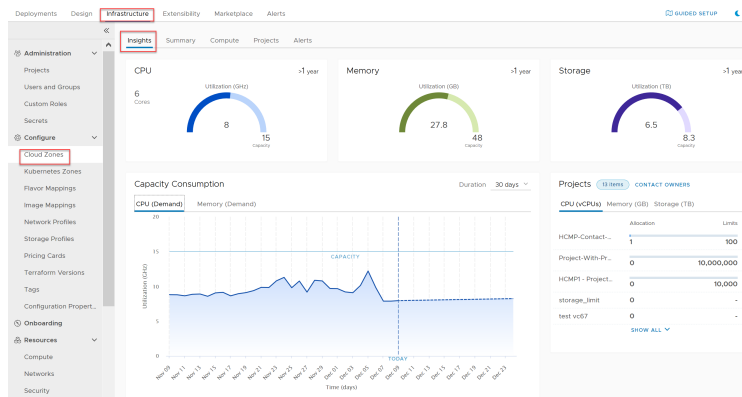 Deployments Design Infrastructure Extensibility Marketplace Alerts GUIDED SETUP
«
Insights Summary Compute Projects Alerts
Administration
Projects
Users and Groups
Custom Roles
Secrets
Configure
Cloud Zones
Kubernetes Zones
Flavor Mappings
Image Mappings
Network Profiles
Storage Profiles
Pricing Cards
Terraform Versions
Tags
Configuration Propert...
Onboarding
Resources
Compute
Networks
Security
CPU >1 year
6
Cores
Utilization (GHz)
8
15
Capacity
Memory >1 year
Utilization (GB)
27.8
48
Capacity
Storage >1 year
Utilization (TB)
6.5
8.3
Capacity
Capacity Consumption Duration 30 days
CPU (Demand) Memory (Demand)
Utilization (GHz)
20
15
10
5
0
CAPACITY
TODAY
Nov 09 Nov 11 Nov 13 Nov 15 Nov 17 Nov 19 Nov 21 Nov 23 Nov 25 Nov 27 Nov 29 Dec 01 Dec 03 Dec 05 Dec 07 Dec 09 Dec 11 Dec 13 Dec 15 Dec 17 Dec 19 Dec 21 Dec 23
Time (days)
Projects 13 items CONTACT OWNERS
CPU (vCPUs) Memory (GB) Storage (TB)
Allocation Limits
HCMP-Contact-... 1 100
Project-With-Pr... 0 10,000,000
HCMP1 - Project... 0 10,000
storage_limit 0 -
test vc67 0 -
SHOW ALL